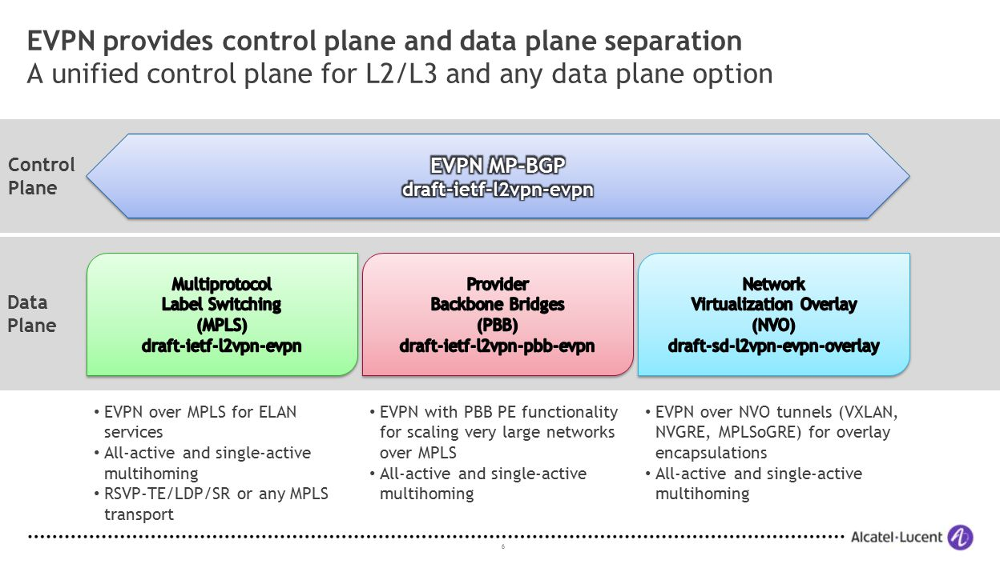 EVPN provides control plane and data plane separation
A unified control plane for L2/L3 and any data plane option
Control
Plane
EVPN MP-BGP
draft-ietf-l2vpn-evpn
Data
Plane
Multiprotocol
Label Switching
(MPLS)
draft-ietf-l2vpn-evpn
Provider
Backbone Bridges
(PBB)
draft-ietf-l2vpn-pbb-evpn
Network
Virtualization Overlay
(NVO)
draft-sd-l2vpn-evpn-overlay
• EVPN over MPLS for ELAN
services
• All-active and single-active
multihoming
• RSVP-TE/LDP/SR or any MPLS
transport
• EVPN with PBB PE functionality
for scaling very large networks
over MPLS
• All-active and single-active
multihoming
• EVPN over NVO tunnels (VXLAN,
NVGRE, MPLSoGRE) for overlay
encapsulations
• All-active and single-active
multihoming
6
Alcatel·Lucent